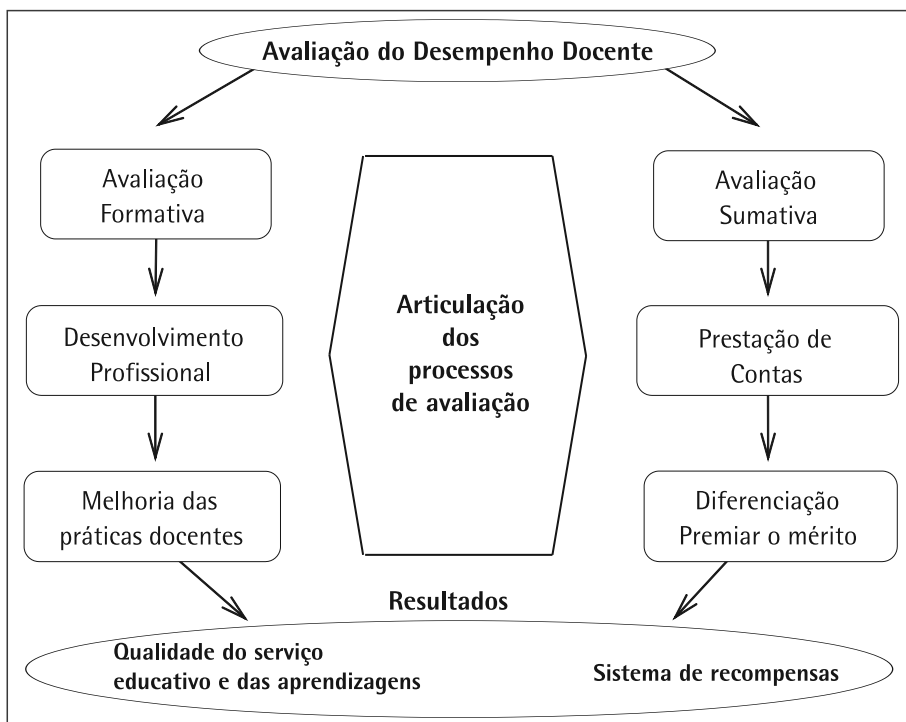 Avaliação do Desempenho Docente
Avaliação
Formativa
Desenvolvimento
Profissional
Melhoria das
práticas docentes
Articulação
dos
processos
de avaliação
Avaliação
Sumativa
Prestação de
Contas
Diferenciação
Premiar o mérito
Resultados
Qualidade do serviço
educativo e das aprendizagens
Sistema de recompensas